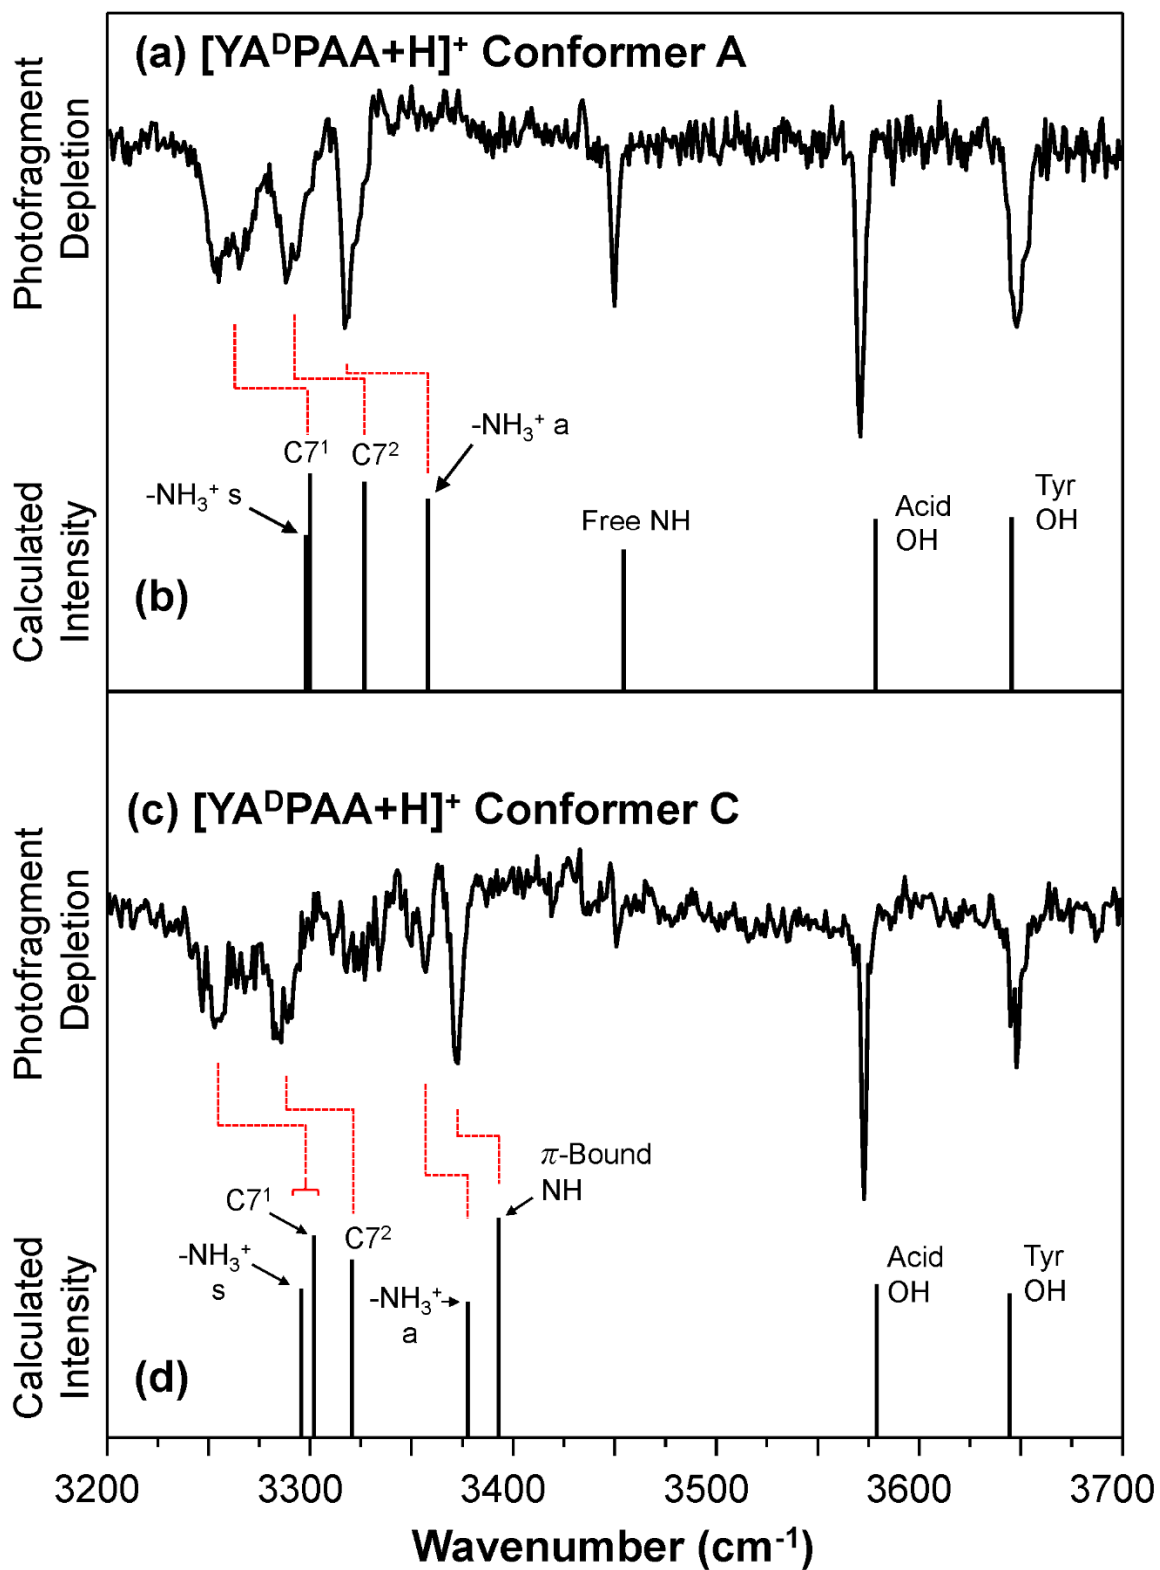 (a) [YAᴰPAA+H]⁺ Conformer A
Photofragment
Depletion
C7¹
C7²
-NH₃⁺ a
-NH₃⁺ s
Free NH
Acid
OH
Tyr
OH
(b)
Calculated
Intensity
(c) [YAᴰPAA+H]⁺ Conformer C
Photofragment
Depletion
π-Bound
NH
C7¹
C7²
-NH₃⁺
s
-NH₃⁺
a
Acid
OH
Tyr
OH
(d)
Calculated
Intensity
3200 3300 3400 3500 3600 3700
Wavenumber (cm⁻¹)